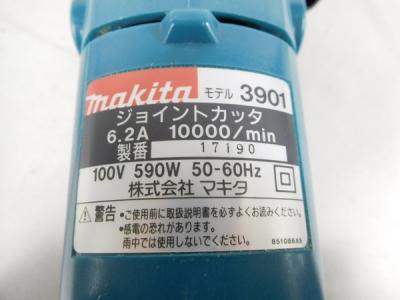 makita モデル 3901
ジョイントカッタ
6.2A 10000/min
製番 17190
100V 590W 50-60Hz
株式会社 マキタ
警告 •ご使用前に取扱説明書を必ずよくお読みください。
•感電の恐れがあります。
雨中では使用しないでください。
851088A9